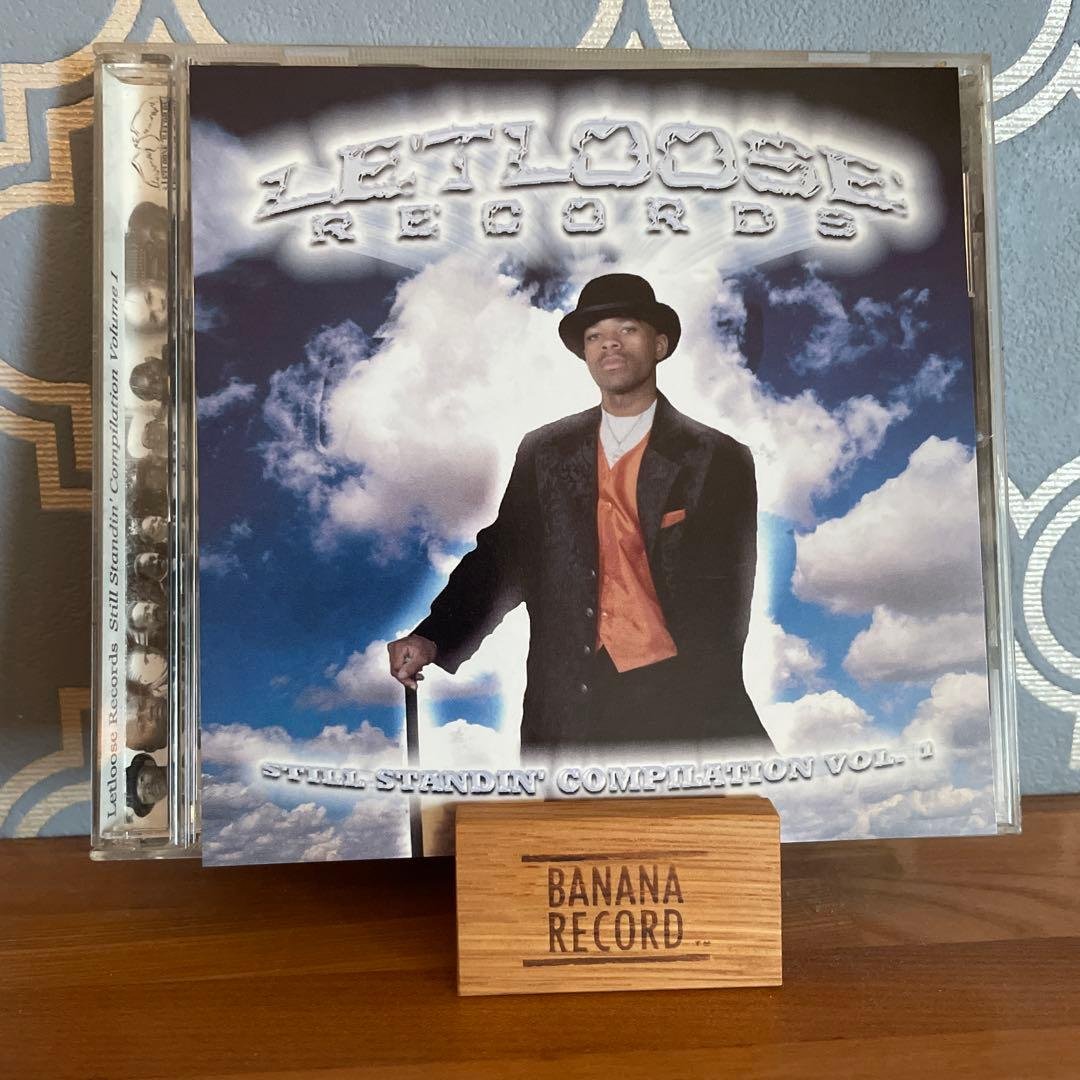 LETLOOSE
RECORDS
STILL STANDIN' COMPILATION VOL. 1
Letloose Records Still Standin' Compilation Volume 1
BANANA
RECORD